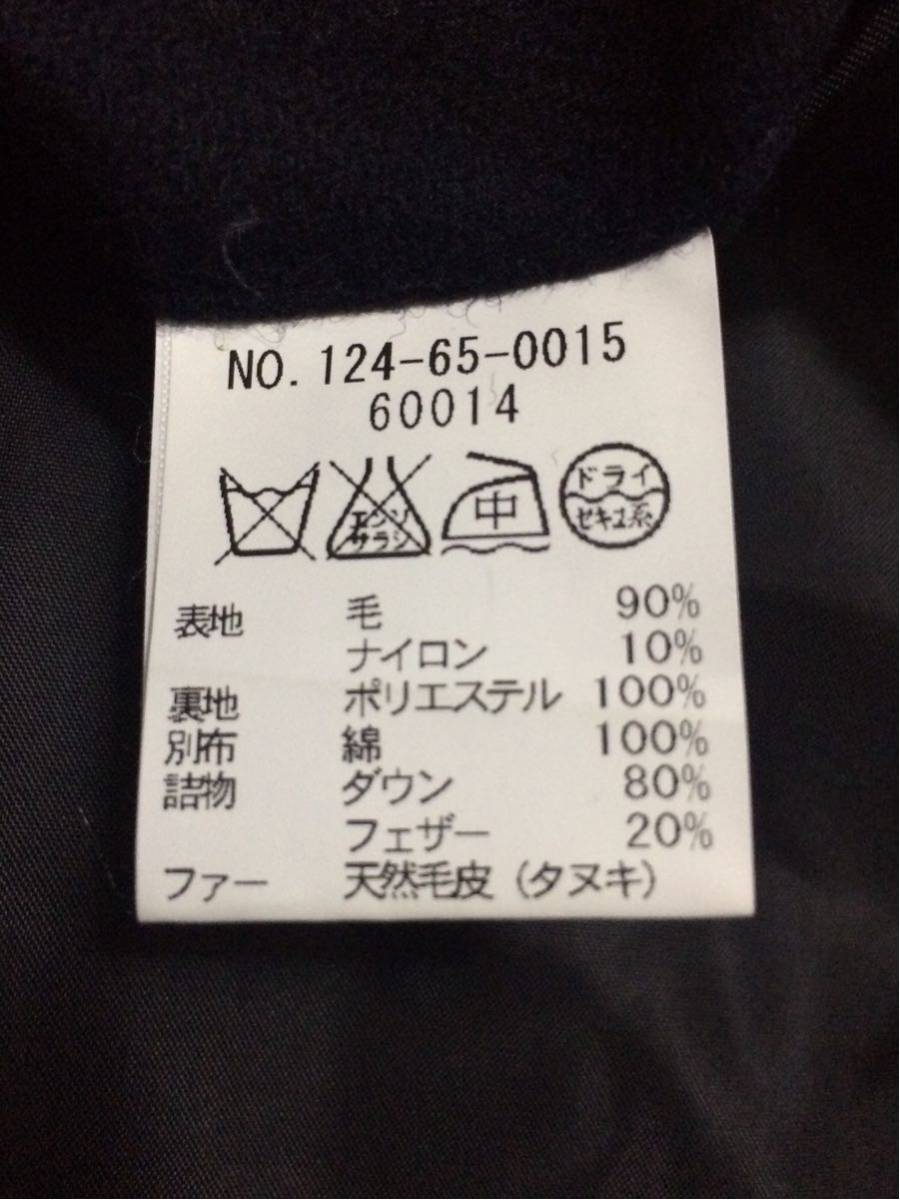 NO. 124-65-0015
60014
エンソサラシ 中 ドライ セキユ系
表地 毛 90%
ナイロン 10%
裏地 ポリエステル 100%
別布 綿 100%
詰物 ダウン 80%
フェザー 20%
ファー 天然毛皮(タヌキ)